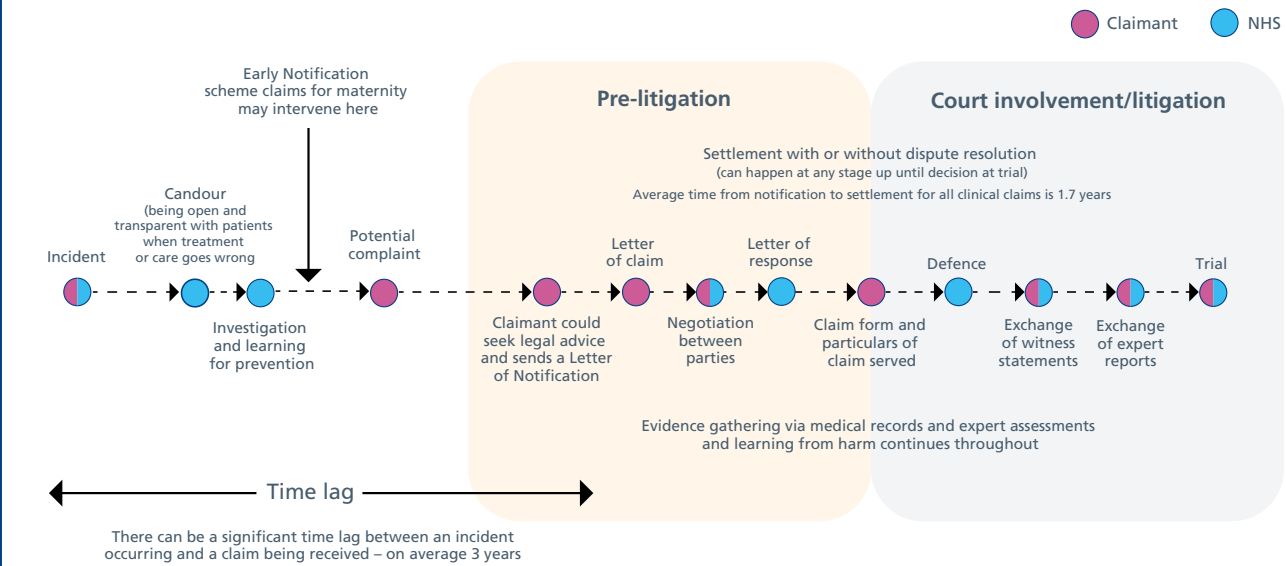 Claimant
NHS
Early Notification
scheme claims for maternity
may intervene here
Pre-litigation
Court involvement/litigation
Settlement with or without dispute resolution
(can happen at any stage up until decision at trial)
Average time from notification to settlement for all clinical claims is 1.7 years
Incident
Candour
(being open and
transparent with patients
when treatment
or care goes wrong
Investigation
and learning
for prevention
Potential
complaint
Claimant could
seek legal advice
and sends a Letter
of Notification
Letter
of claim
Negotiation
between
parties
Letter of
response
Claim form and
particulars of
claim served
Defence
Exchange
of witness
statements
Exchange
of expert
reports
Trial
Evidence gathering via medical records and expert assessments
and learning from harm continues throughout
Time lag
There can be a significant time lag between an incident
occurring and a claim being received – on average 3 years